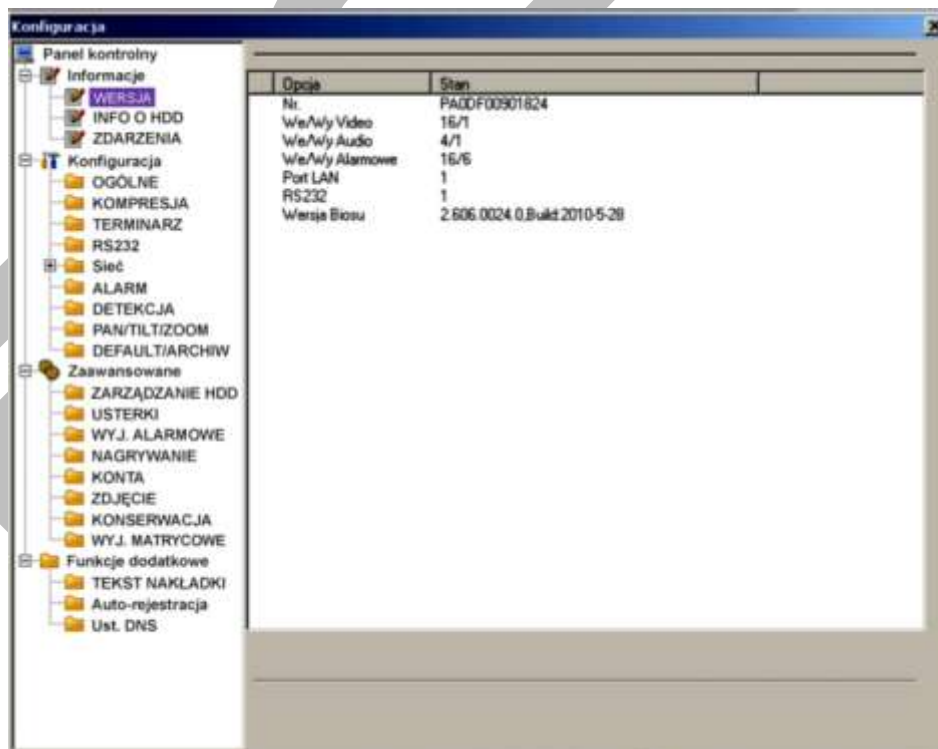 Konfiguracja
Panel kontrolny
Informacje
WERSJA
INFO O HDD
ZDARZENIA
Konfiguracja
OGÓLNE
KOMPRESJA
TERMINARZ
RS232
Sieć
ALARM
DETEKCJA
PAN/TILT/ZOOM
DEFAULT/ARCHIW
Zaawansowane
ZARZĄDZANIE HDD
USTERKI
WYJ. ALARMOWE
NAGRYWANIE
KONTA
ZDJĘCIE
KONSERWACJA
WYJ. MATRYCOWE
Funkcje dodatkowe
TEKST NAKŁADKI
Auto-rejestracja
Ust. DNS
Opcja Stan
Nr. PA0DF00901824
We/Wy Video 16/1
We/Wy Audio 4/1
We/Wy Alarmowe 16/6
Port LAN 1
RS232 1
Wersja Biosu 2.606.0024.0,Build:2010-5-28